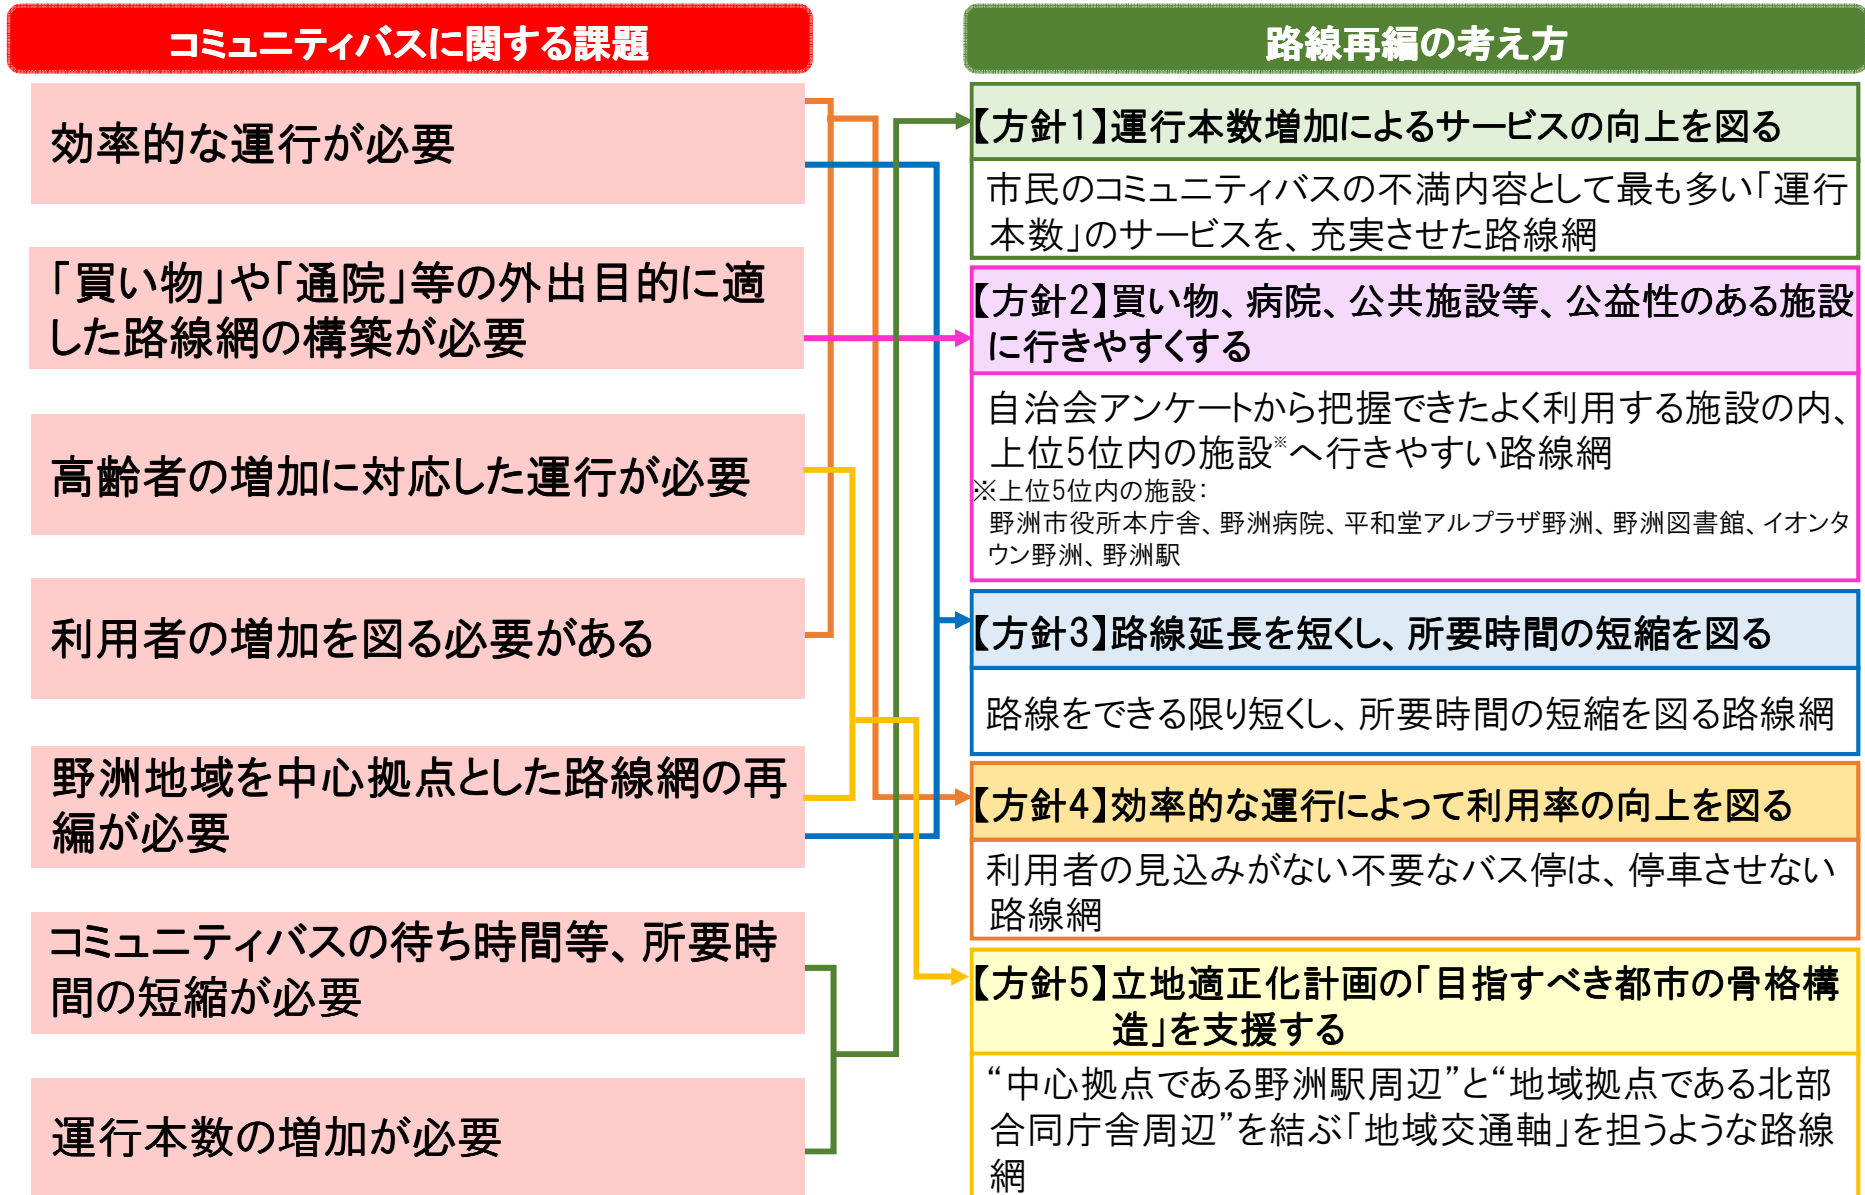 コミュニティバスに関する課題
効率的な運行が必要
「買い物」や「通院」等の外出目的に適
した路線網の構築が必要
高齢者の増加に対応した運行が必要
利用者の増加を図る必要がある
野洲地域を中心拠点とした路線網の再
編が必要
コミュニティバスの待ち時間等、所要時
間の短縮が必要
運行本数の増加が必要
路線再編の考え方
【方針1】運行本数増加によるサービスの向上を図る
市民のコミュニティバスの不満内容として最も多い「運行
本数」のサービスを、充実させた路線網
【方針2】買い物、病院、公共施設等、公益性のある施設
に行きやすくする
自治会アンケートから把握できたよく利用する施設の内、
上位5位内の施設※へ行きやすい路線網
※上位5位内の施設：
野洲市役所本庁舎、野洲病院、平和堂アルプラザ野洲、野洲図書館、イオンタ
ウン野洲、野洲駅
【方針3】路線延長を短くし、所要時間の短縮を図る
路線をできる限り短くし、所要時間の短縮を図る路線網
【方針4】効率的な運行によって利用率の向上を図る
利用者の見込みがない不要なバス停は、停車させない
路線網
【方針5】立地適正化計画の「目指すべき都市の骨格構
造」を支援する
“中心拠点である野洲駅周辺”と“地域拠点である北部
合同庁舎周辺”を結ぶ「地域交通軸」を担うような路線
網